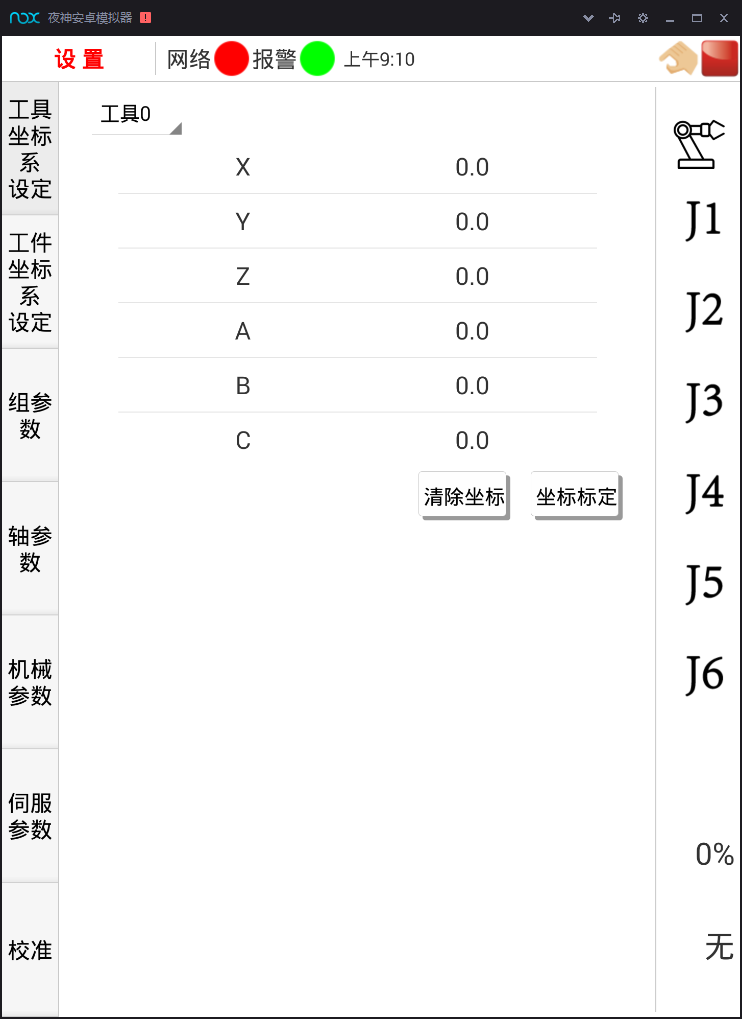 nox 夜神安卓模拟器
设 置 网络 报警 上午9:10
工具
坐标
系
设定
工件
坐标
系
设定
组参
数
轴参
数
机械
参数
伺服
参数
校准
工具0
X 0.0
Y 0.0
Z 0.0
A 0.0
B 0.0
C 0.0
清除坐标 坐标标定
J1
J2
J3
J4
J5
J6
0%
无